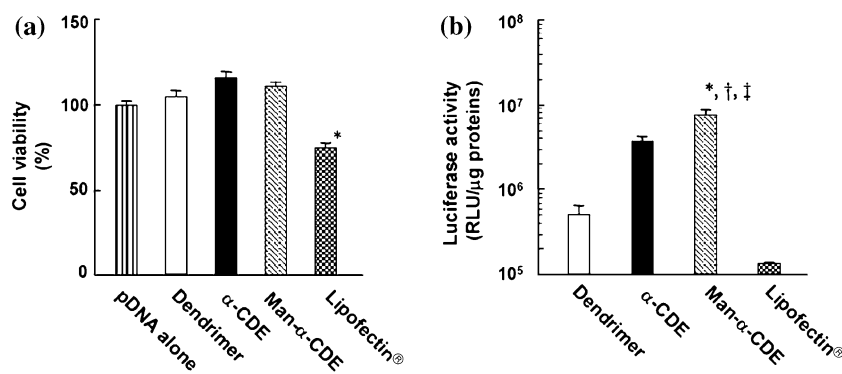 (a)
Cell viability
(%)
150
100
50
0
*
pDNA alone
Dendrimer
α-CDE
Man-α-CDE
Lipofectin®
(b)
Luciferase activity
(RLU/μg proteins)
10⁸
10⁷
10⁶
10⁵
*, †, ‡
Dendrimer
α-CDE
Man-α-CDE
Lipofectin®